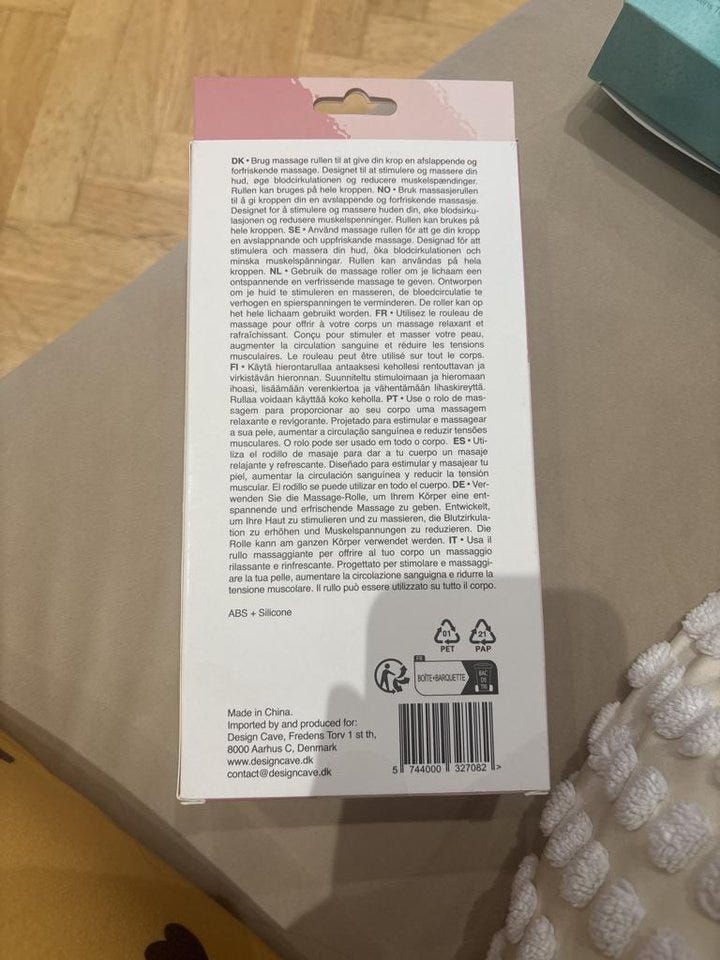 DK • Brug massage rullen til at give din krop en afslappende og
forfriskende massage. Designet til at stimulere og massere din
hud, øge blodcirkulationen og reducere muskelspændinger.
Rullen kan bruges på hele kroppen. NO • Bruk massasjerullen
til å gi kroppen din en avslappende og forfriskende massasje.
Designet for å stimulere og massere huden din, øke blodsirku-
lasjonen og redusere muskelspenninger. Rullen kan brukes på
hele kroppen. SE • Använd massage rullen för att ge din kropp
en avslappnande och uppfriskande massage. Designad för att
stimulera och massera din hud, öka blodcirkulationen och
minska muskelspänningar. Rullen kan användas på hela
kroppen. NL • Gebruik de massage roller om je lichaam een
ontspannende en verfrissende massage te geven. Ontworpen
om je huid te stimuleren en masseren, de bloedcirculatie te
verhogen en spierspanningen te verminderen. De roller kan op
het hele lichaam gebruikt worden. FR • Utilisez le rouleau de
massage pour offrir à votre corps un massage relaxant et
rafraîchissant. Conçu pour stimuler et masser votre peau,
augmenter la circulation sanguine et réduire les tensions
musculaires. Le rouleau peut être utilisé sur tout le corps.
FI • Käytä hierontarullaa antaaksesi kehollesi rentouttavan ja
virkistävän hieronnan. Suunniteltu stimuloimaan ja hieromaan
ihoasi, lisäämään verenkiertoa ja vähentämään lihaskireyttä.
Rullaa voidaan käyttää koko keholla. PT • Use o rolo de mas-
sagem para proporcionar ao seu corpo uma massagem
relaxante e revigorante. Projetado para estimular e massagear
a sua pele, aumentar a circulação sanguínea e reduzir tensões
musculares. O rolo pode ser usado em todo o corpo. ES • Uti-
liza el rodillo de masaje para dar a tu cuerpo un masaje
relajante y refrescante. Diseñado para estimular y masajear tu
piel, aumentar la circulación sanguínea y reducir la tensión
muscular. El rodillo se puede utilizar en todo el cuerpo. DE • Ver-
wenden Sie die Massage-Rolle, um Ihrem Körper eine ent-
spannende und erfrischende Massage zu geben. Entwickelt,
um Ihre Haut zu stimulieren und zu massieren, die Blutzirkula-
tion zu erhöhen und Muskelspannungen zu reduzieren. Die
Rolle kann am ganzen Körper verwendet werden. IT • Usa il
rullo massaggiante per offrire al tuo corpo un massaggio
rilassante e rinfrescante. Progettato per stimolare e massaggi-
are la tua pelle, aumentare la circolazione sanguigna e ridurre la
tensione muscolare. Il rullo può essere utilizzato su tutto il corpo.
ABS + Silicone
01 21
PET PAP
FR
BOÎTE+BARQUETTE BAC
DE
TRI
Made in China.
Imported by and produced for:
Design Cave, Fredens Torv 1 st th,
8000 Aarhus C, Denmark
www.designcave.dk
contact@designcave.dk
5 744000 327082 >